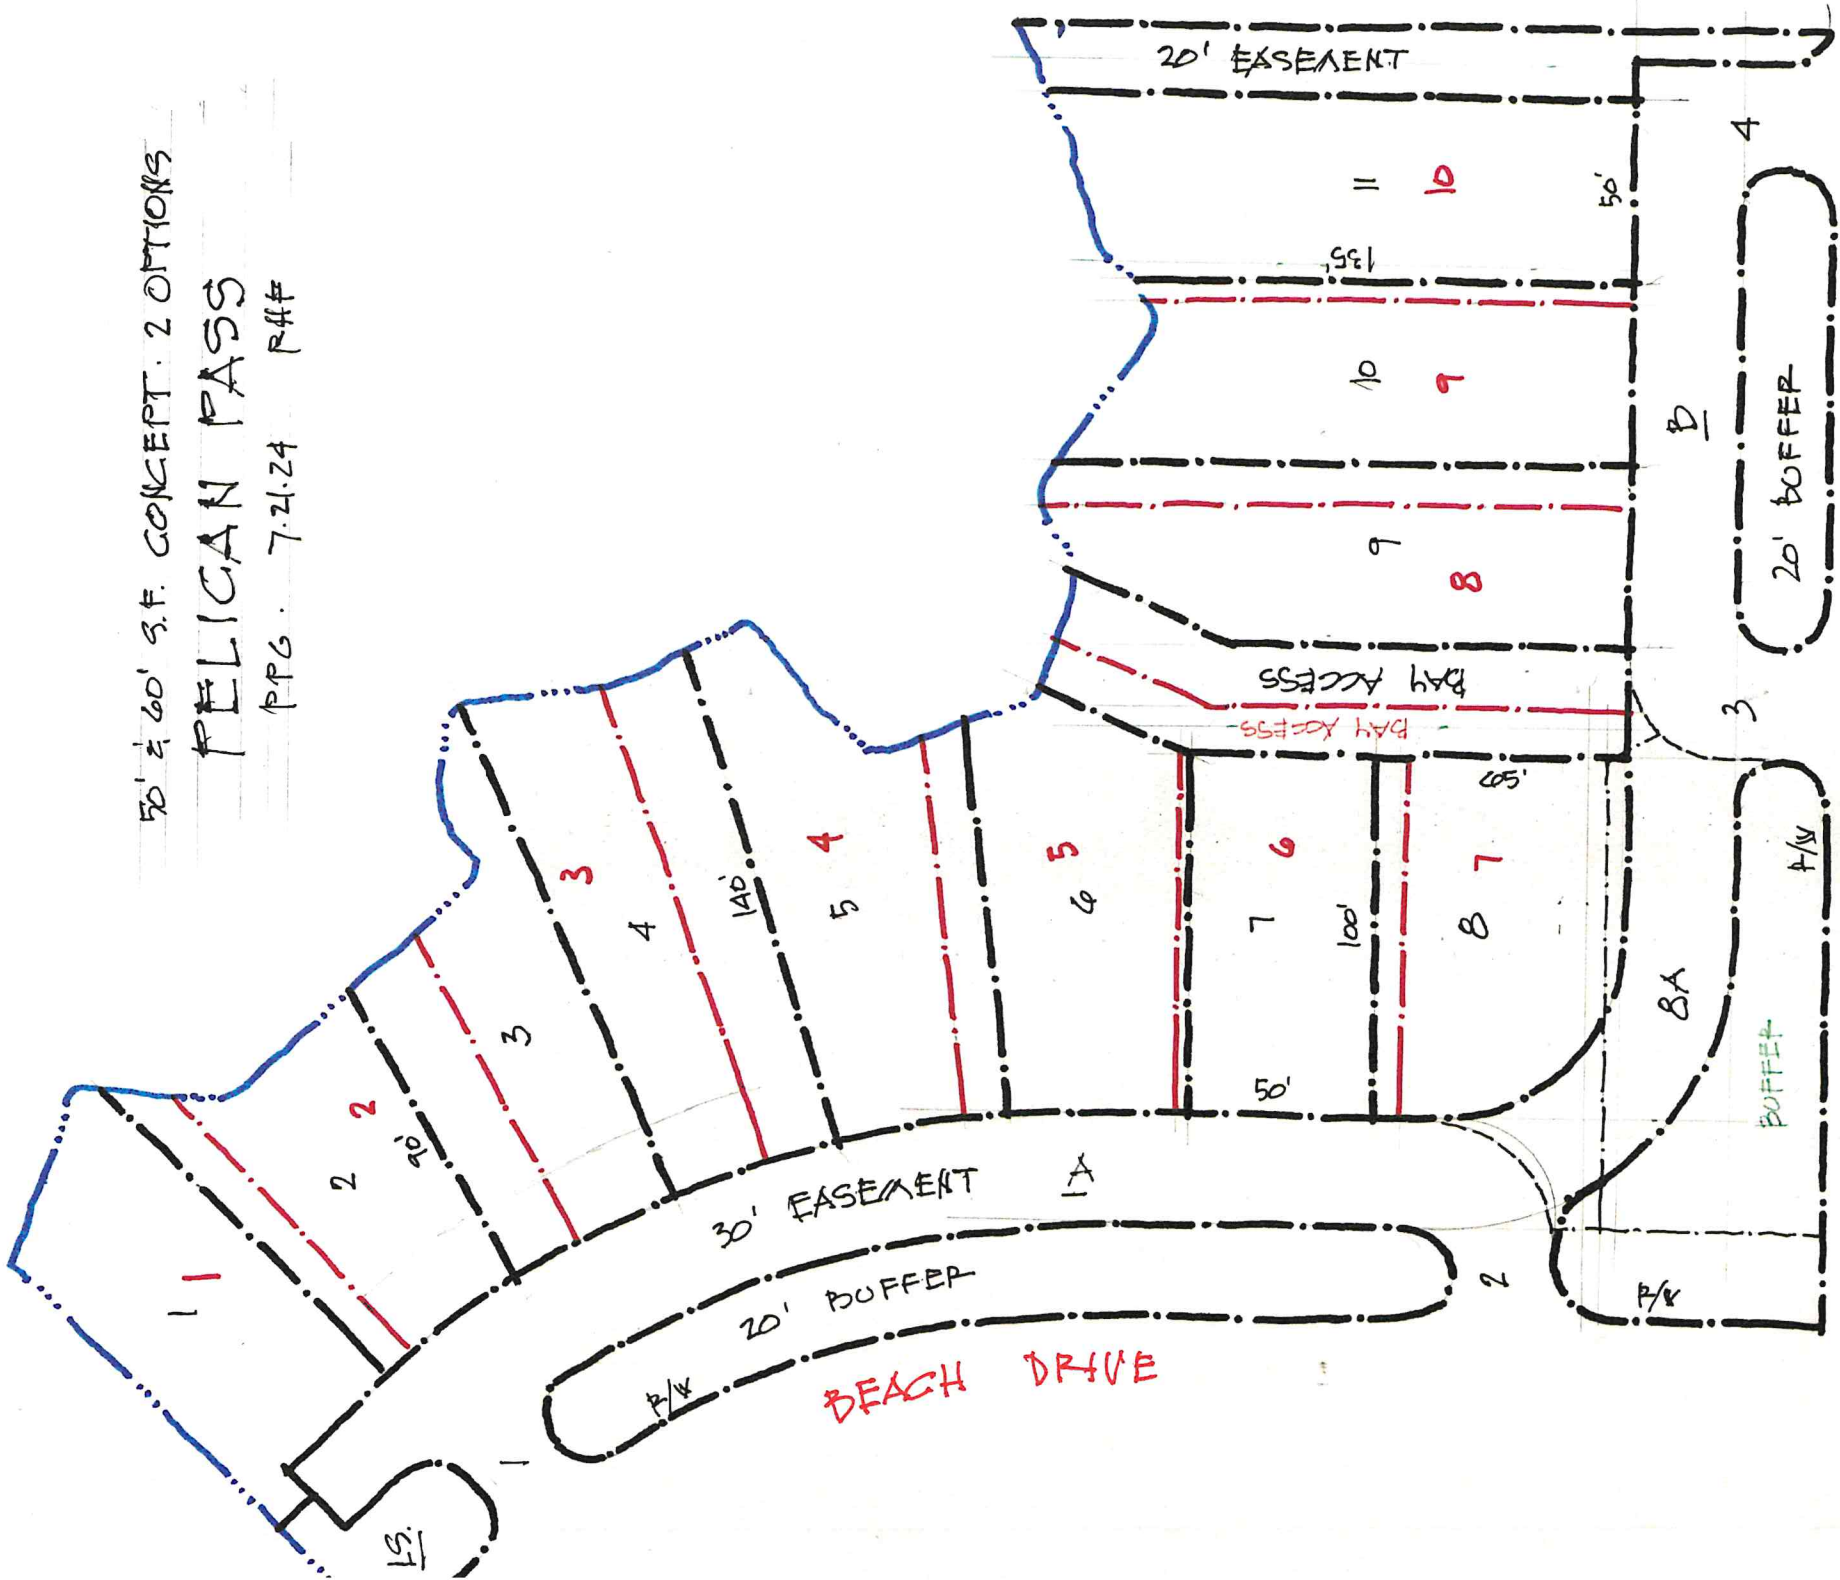 50' & 60' S.F. CONCEPT. 2 OPTIONS
PELICAN PASS
PPG. 7.21.24 RHF
20' EASEMENT
11
10
50'
4
135'
10
9
B
20' BUFFER
9
8
BAY ACCESS
BAY ACCESS
3
65'
3
4
4
140'
5
5
6
6
7
100'
7
8
R/W
8A
BUFFER
3
50'
2
2
90'
30' EASEMENT
A
1
1
20' BUFFER
2
R/W
R/W
BEACH DRIVE
1
L.S.